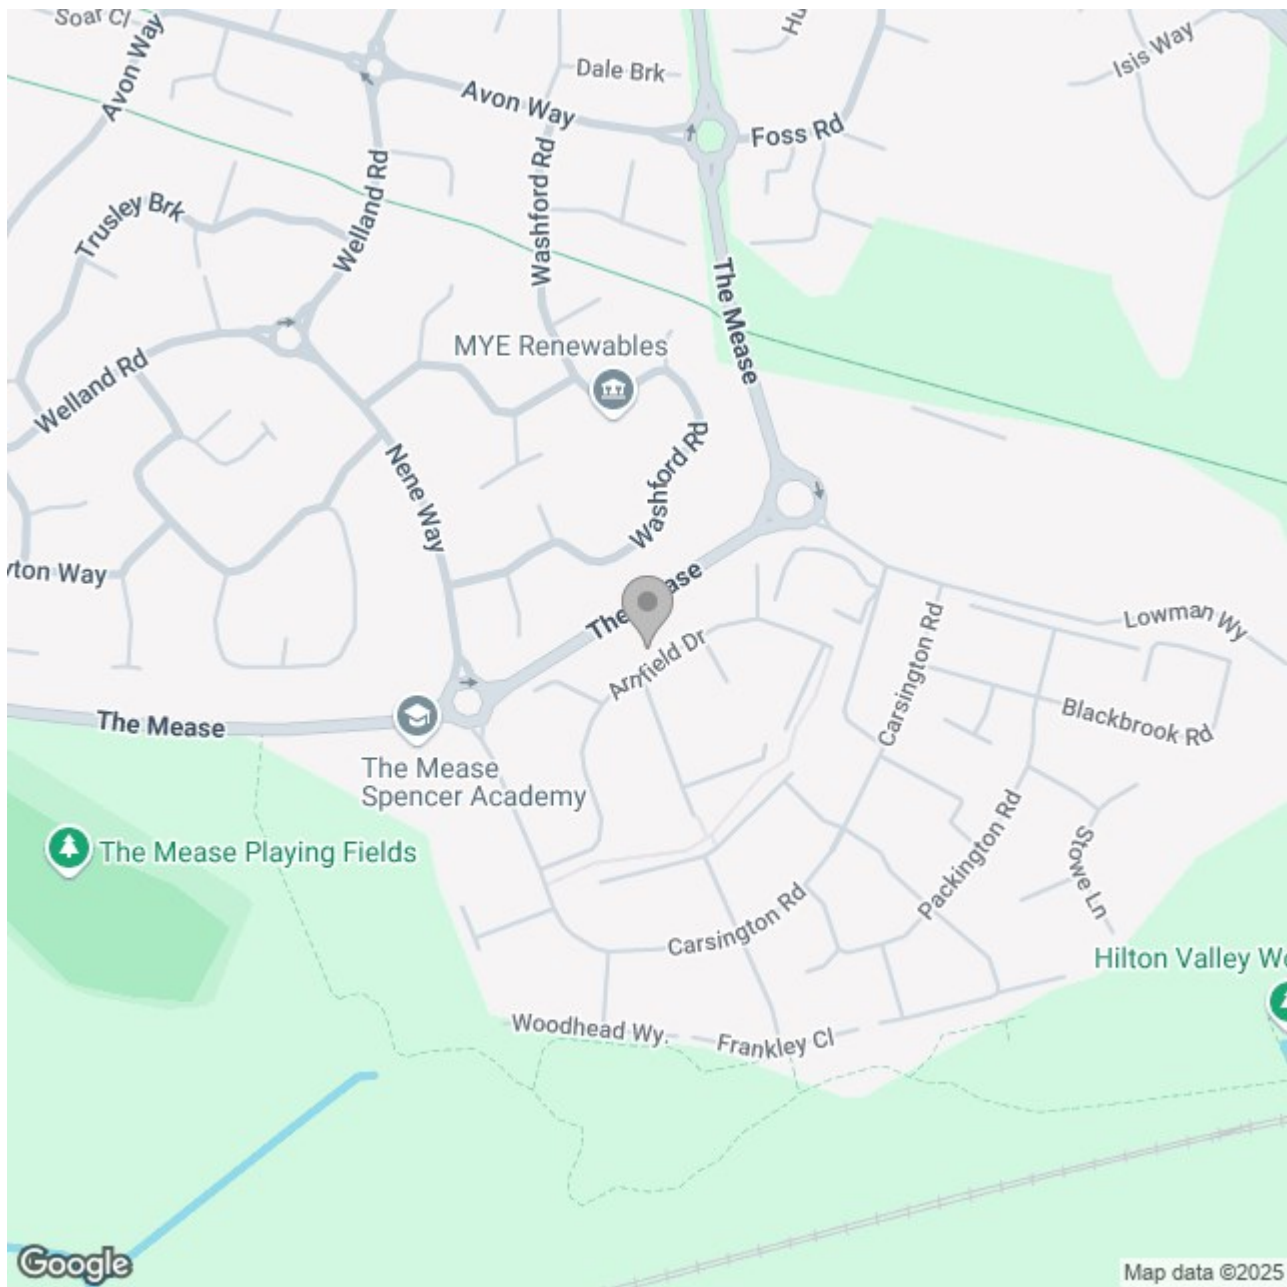 Soar Cl
Avon Way
Dale Brk
Isis Way
Avon Way
Foss Rd
Trusley Brk
Welland Rd
Washford Rd
The Mease
MYE Renewables
Welland Rd
Nene Way
Washford Rd
Way
The
Arnfield Dr
Carsington Rd
Lowman Wy
The Mease
Blackbrook Rd
The Mease
Spencer Academy
The Mease Playing Fields
Packington Rd
Stowe Ln
Carsington Rd
Hilton Valley
Woodhead Wy.
Frankley Cl
Google
Map data ©2025